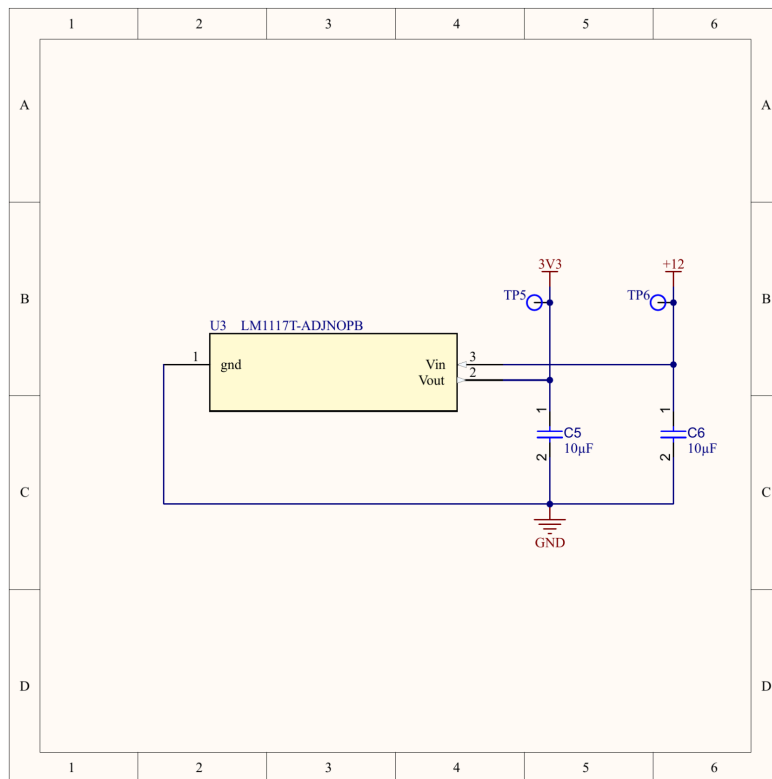 1 2 3 4 5 6
A A
3V3 +12
B TP5 TP6 B
U3 LM1117T-ADJNOPB
1 gnd Vin 3
Vout 2
1 1
C5 C6
10µF 10µF
2 2
C C
GND
D D
1 2 3 4 5 6